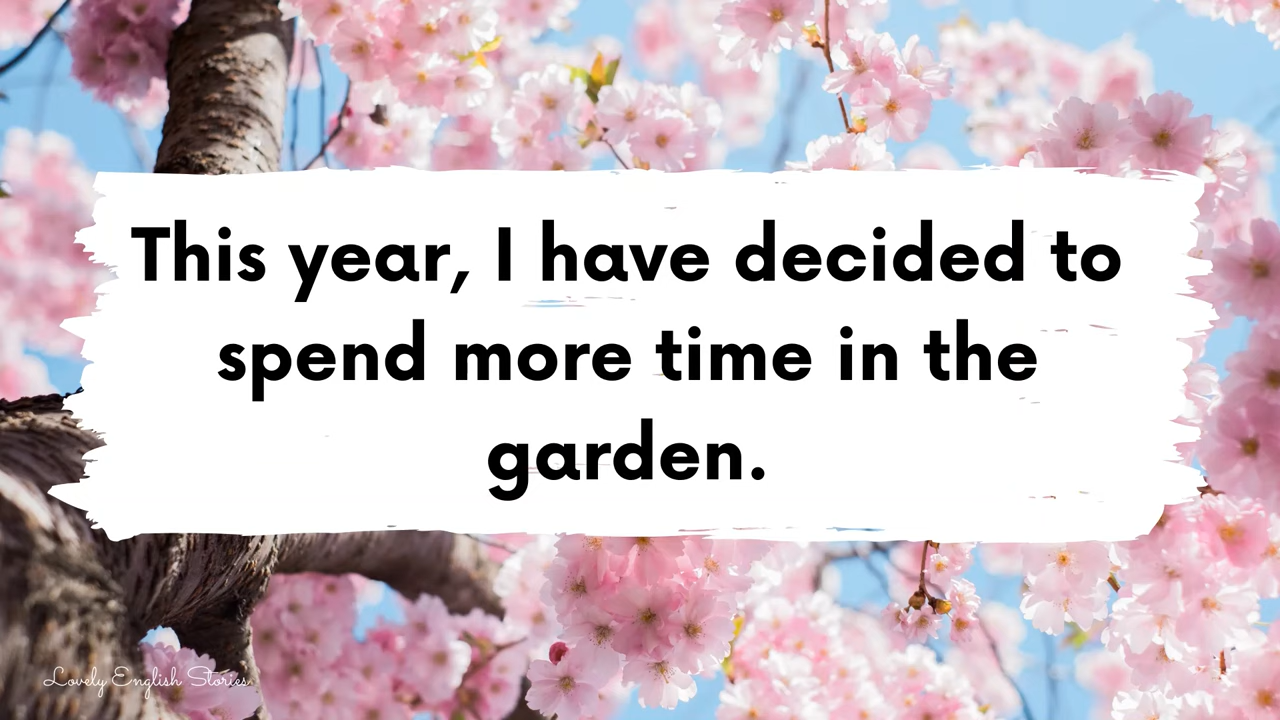 This year, I have decided to
spend more time in the
garden.
Lovely English Stories